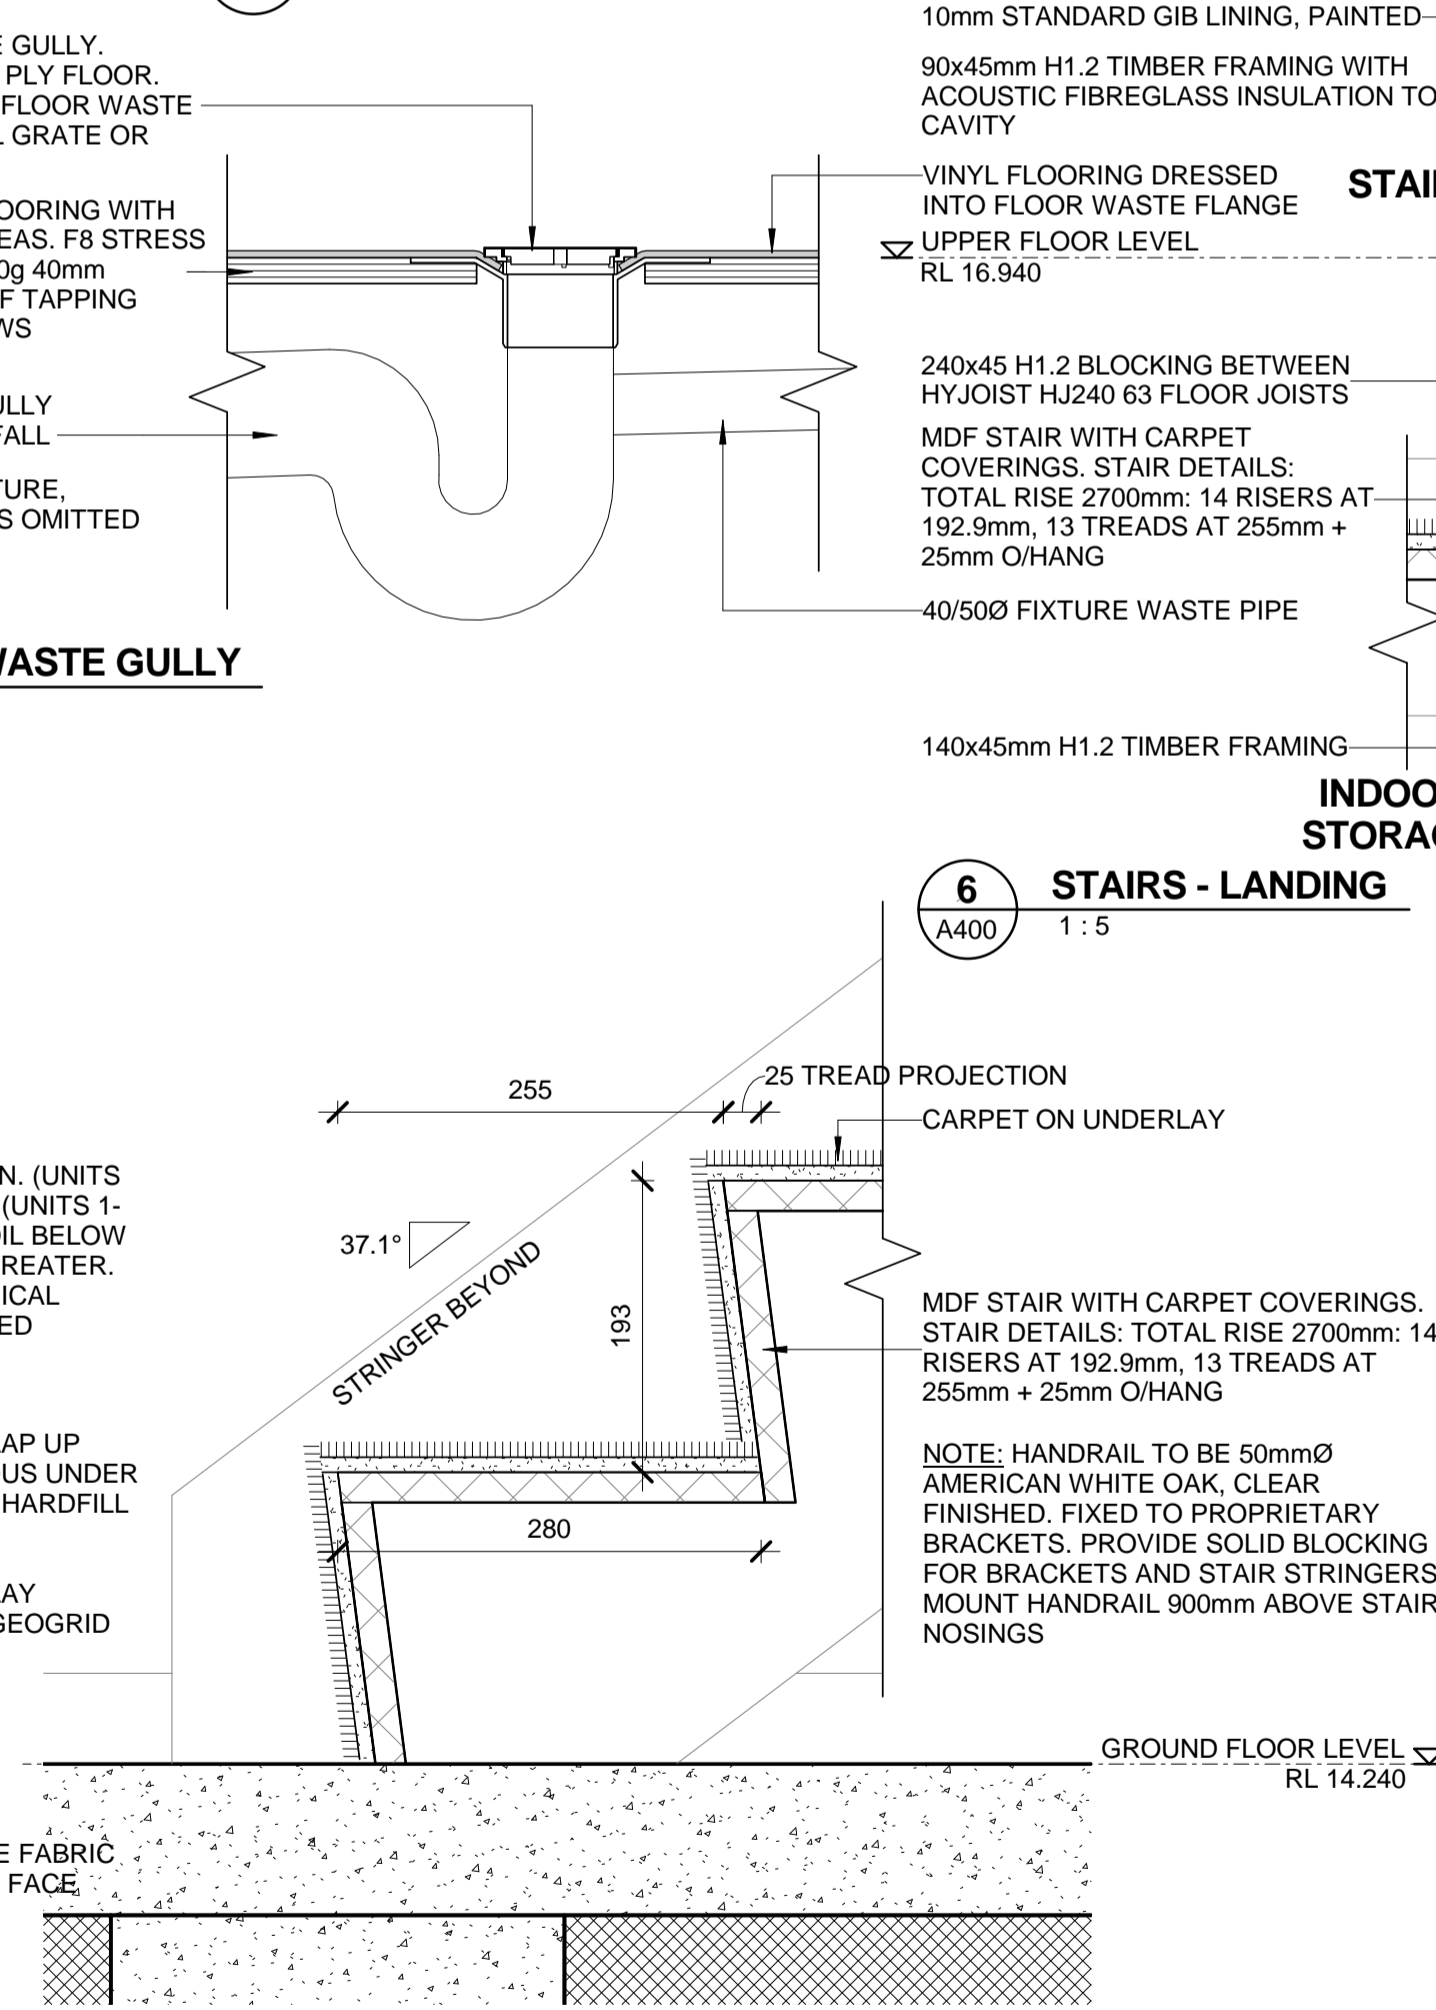 E GULLY.
PLY FLOOR.
FLOOR WASTE
GRATE OR
OORING WITH
EAS. F8 STRESS
0g 40mm
F TAPPING
WS
ULLY
FALL
TURE,
S OMITTED
WASTE GULLY
10mm STANDARD GIB LINING, PAINTED
90x45mm H1.2 TIMBER FRAMING WITH
ACOUSTIC FIBREGLASS INSULATION TO
CAVITY
VINYL FLOORING DRESSED
INTO FLOOR WASTE FLANGE
STAI
UPPER FLOOR LEVEL
RL 16.940
240x45 H1.2 BLOCKING BETWEEN
HYJOIST HJ240 63 FLOOR JOISTS
MDF STAIR WITH CARPET
COVERINGS. STAIR DETAILS:
TOTAL RISE 2700mm: 14 RISERS AT
192.9mm, 13 TREADS AT 255mm +
25mm O/HANG
40/50Ø FIXTURE WASTE PIPE
140x45mm H1.2 TIMBER FRAMING
INDOO
STORAG
6
A400
STAIRS - LANDING
1 : 5
255
25 TREAD PROJECTION
CARPET ON UNDERLAY
37.1°
STRINGER BEYOND
193
280
MDF STAIR WITH CARPET COVERINGS.
STAIR DETAILS: TOTAL RISE 2700mm: 14
RISERS AT 192.9mm, 13 TREADS AT
255mm + 25mm O/HANG
NOTE: HANDRAIL TO BE 50mmØ
AMERICAN WHITE OAK, CLEAR
FINISHED. FIXED TO PROPRIETARY
BRACKETS. PROVIDE SOLID BLOCKING
FOR BRACKETS AND STAIR STRINGERS
MOUNT HANDRAIL 900mm ABOVE STAIR
NOSINGS
GROUND FLOOR LEVEL
RL 14.240
N. (UNITS
(UNITS 1-
OIL BELOW
GREATER.
ICAL
ED
LAP UP
OUS UNDER
HARDFILL
LAY
GEOGRID
E FABRIC
FACE